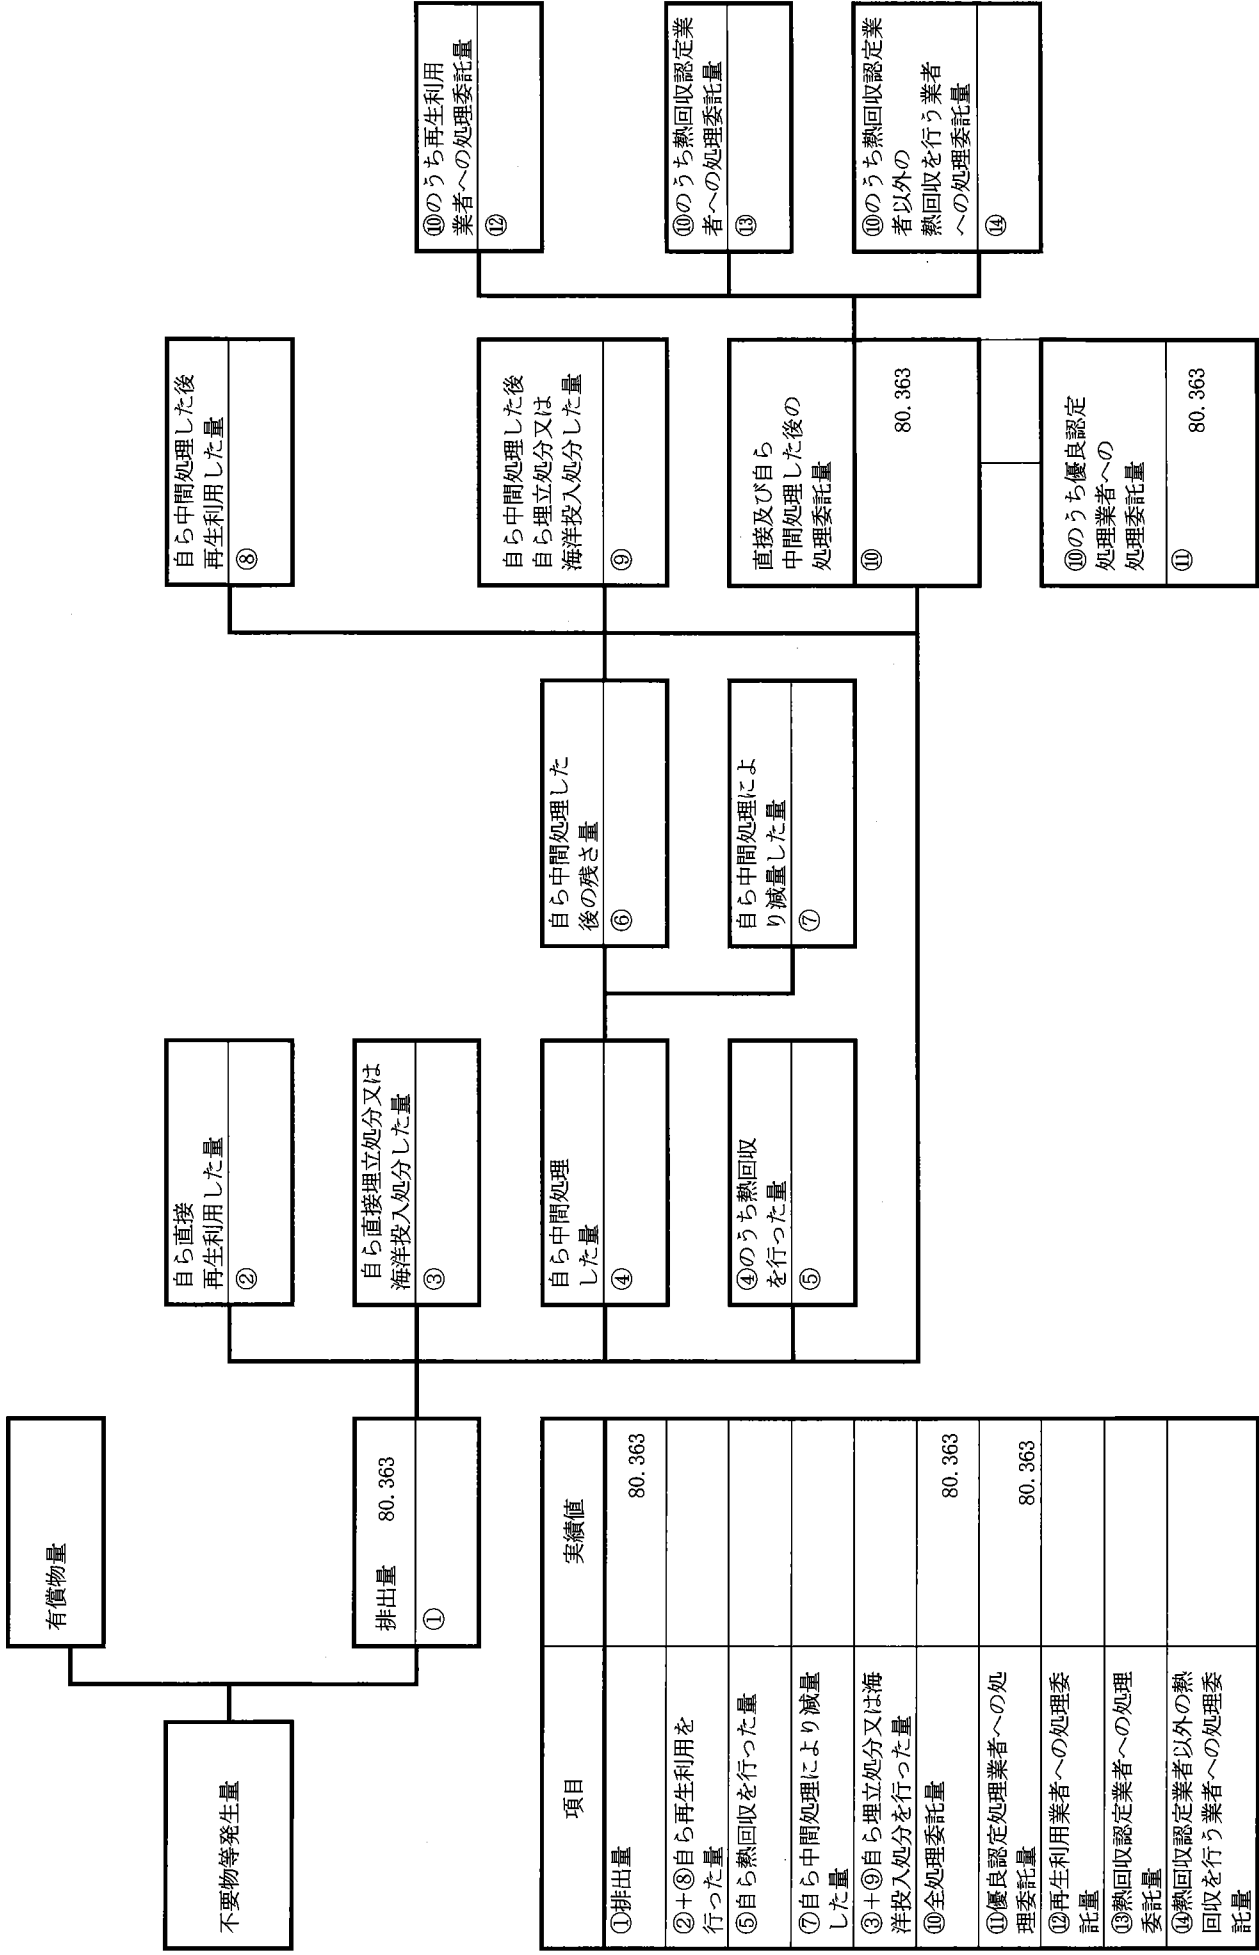 不要物等発生量
有償物量
排出量 80.363
①
自ら直接
再生利用した量
②
自ら直接埋立処分又は
海洋投入処分した量
③
自ら中間処理
した量
④
④のうち熱回収
を行った量
⑤
自ら中間処理した
後の残さ量
⑥
自ら中間処理によ
り減量した量
⑦
自ら中間処理した後
再生利用した量
⑧
自ら中間処理した後
自ら埋立処分又は
海洋投入処分した量
⑨
直接及び自ら
中間処理した後の
処理委託量
⑩
80.363
⑩のうち優良認定
処理業者への
処理委託量
⑪
80.363
⑩のうち再生利用
業者への処理委託量
⑫
⑩のうち熱回収認定業
者への処理委託量
⑬
⑩のうち熱回収認定業
者以外の
熱回収を行う業者
への処理委託量
⑭
項目 実績値
①排出量 80.363
②+⑧自ら再生利用を
行った量
⑤自ら熱回収を行った量
⑦自ら中間処理により減量
した量
③+⑨自ら埋立処分又は海
洋投入処分を行った量
⑩全処理委託量 80.363
⑪優良認定処理業者への処
理委託量 80.363
⑫再生利用業者への処理委
託量
⑬熱回収認定業者への処理
委託量
⑭熱回収認定業者以外の熱
回収を行う業者への処理委
託量